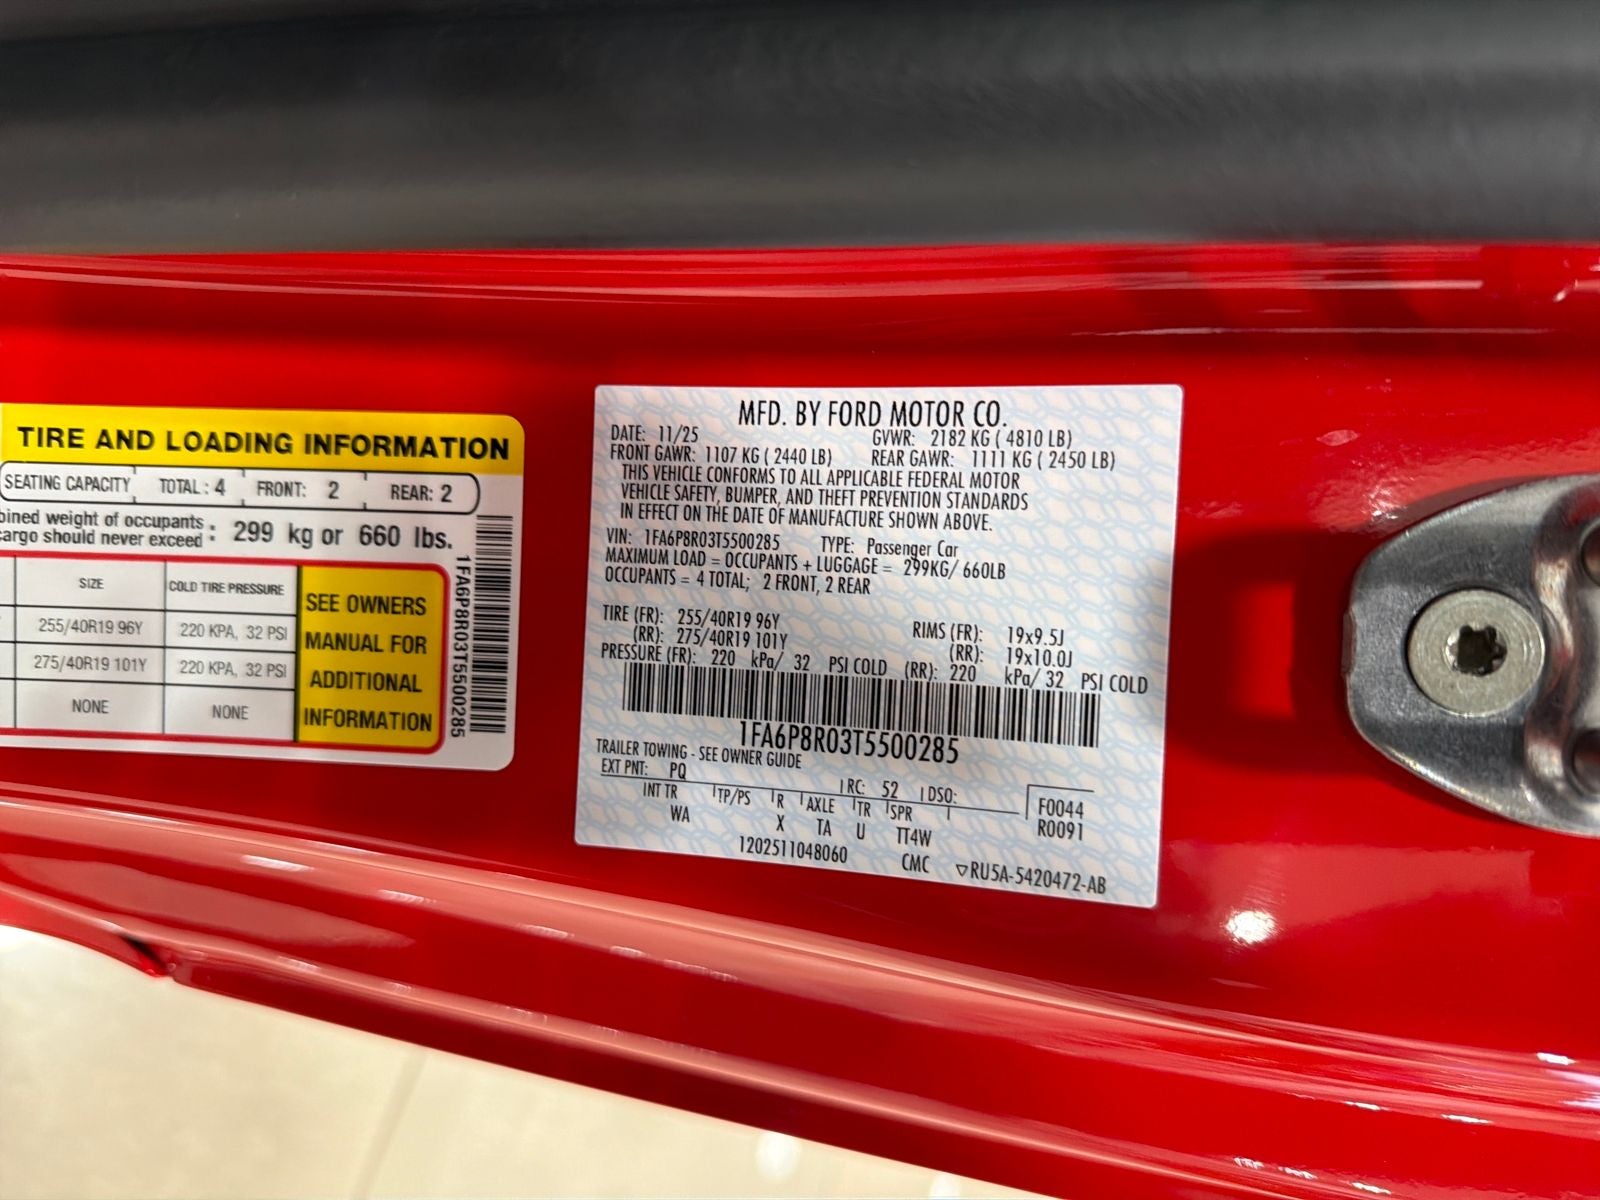 TIRE AND LOADING INFORMATION
SEATING CAPACITY TOTAL : 4 FRONT: 2 REAR: 2
weight of occupants : 299 kg or 660 lbs.
cargo should never exceed :
SIZE COLD TIRE PRESSURE
255/40R19 96Y 220 KPA, 32 PSI
275/40R19 101Y 220 KPA, 32 PSI
NONE NONE
SEE OWNERS
MANUAL FOR
ADDITIONAL
INFORMATION
1FA6P8R03T5500285
MFD. BY FORD MOTOR CO.
DATE: 11/25 GVWR: 2182 KG ( 4810 LB)
FRONT GAWR: 1107 KG ( 2440 LB) REAR GAWR: 1111 KG ( 2450 LB)
THIS VEHICLE CONFORMS TO ALL APPLICABLE FEDERAL MOTOR
VEHICLE SAFETY, BUMPER, AND THEFT PREVENTION STANDARDS
IN EFFECT ON THE DATE OF MANUFACTURE SHOWN ABOVE.
VIN: 1FA6P8R03T5500285 TYPE: Passenger Car
MAXIMUM LOAD = OCCUPANTS + LUGGAGE = 299KG/ 660LB
OCCUPANTS = 4 TOTAL; 2 FRONT, 2 REAR
TIRE (FR): 255/40R19 96Y RIMS (FR): 19x9.5J
(RR): 275/40R19 101Y (RR): 19x10.0J
PRESSURE (FR): 220 kPa/ 32 PSI COLD (RR): 220 kPa/ 32 PSI COLD
1FA6P8R03T5500285
TRAILER TOWING - SEE OWNER GUIDE
EXT PNT: PQ RC: 52 DSO:
INT TR TP/PS R AXLE TR SPR F0044
WA X TA U TT4W R0091
1202511048060 CMC ▽RU5A-5420472-AB